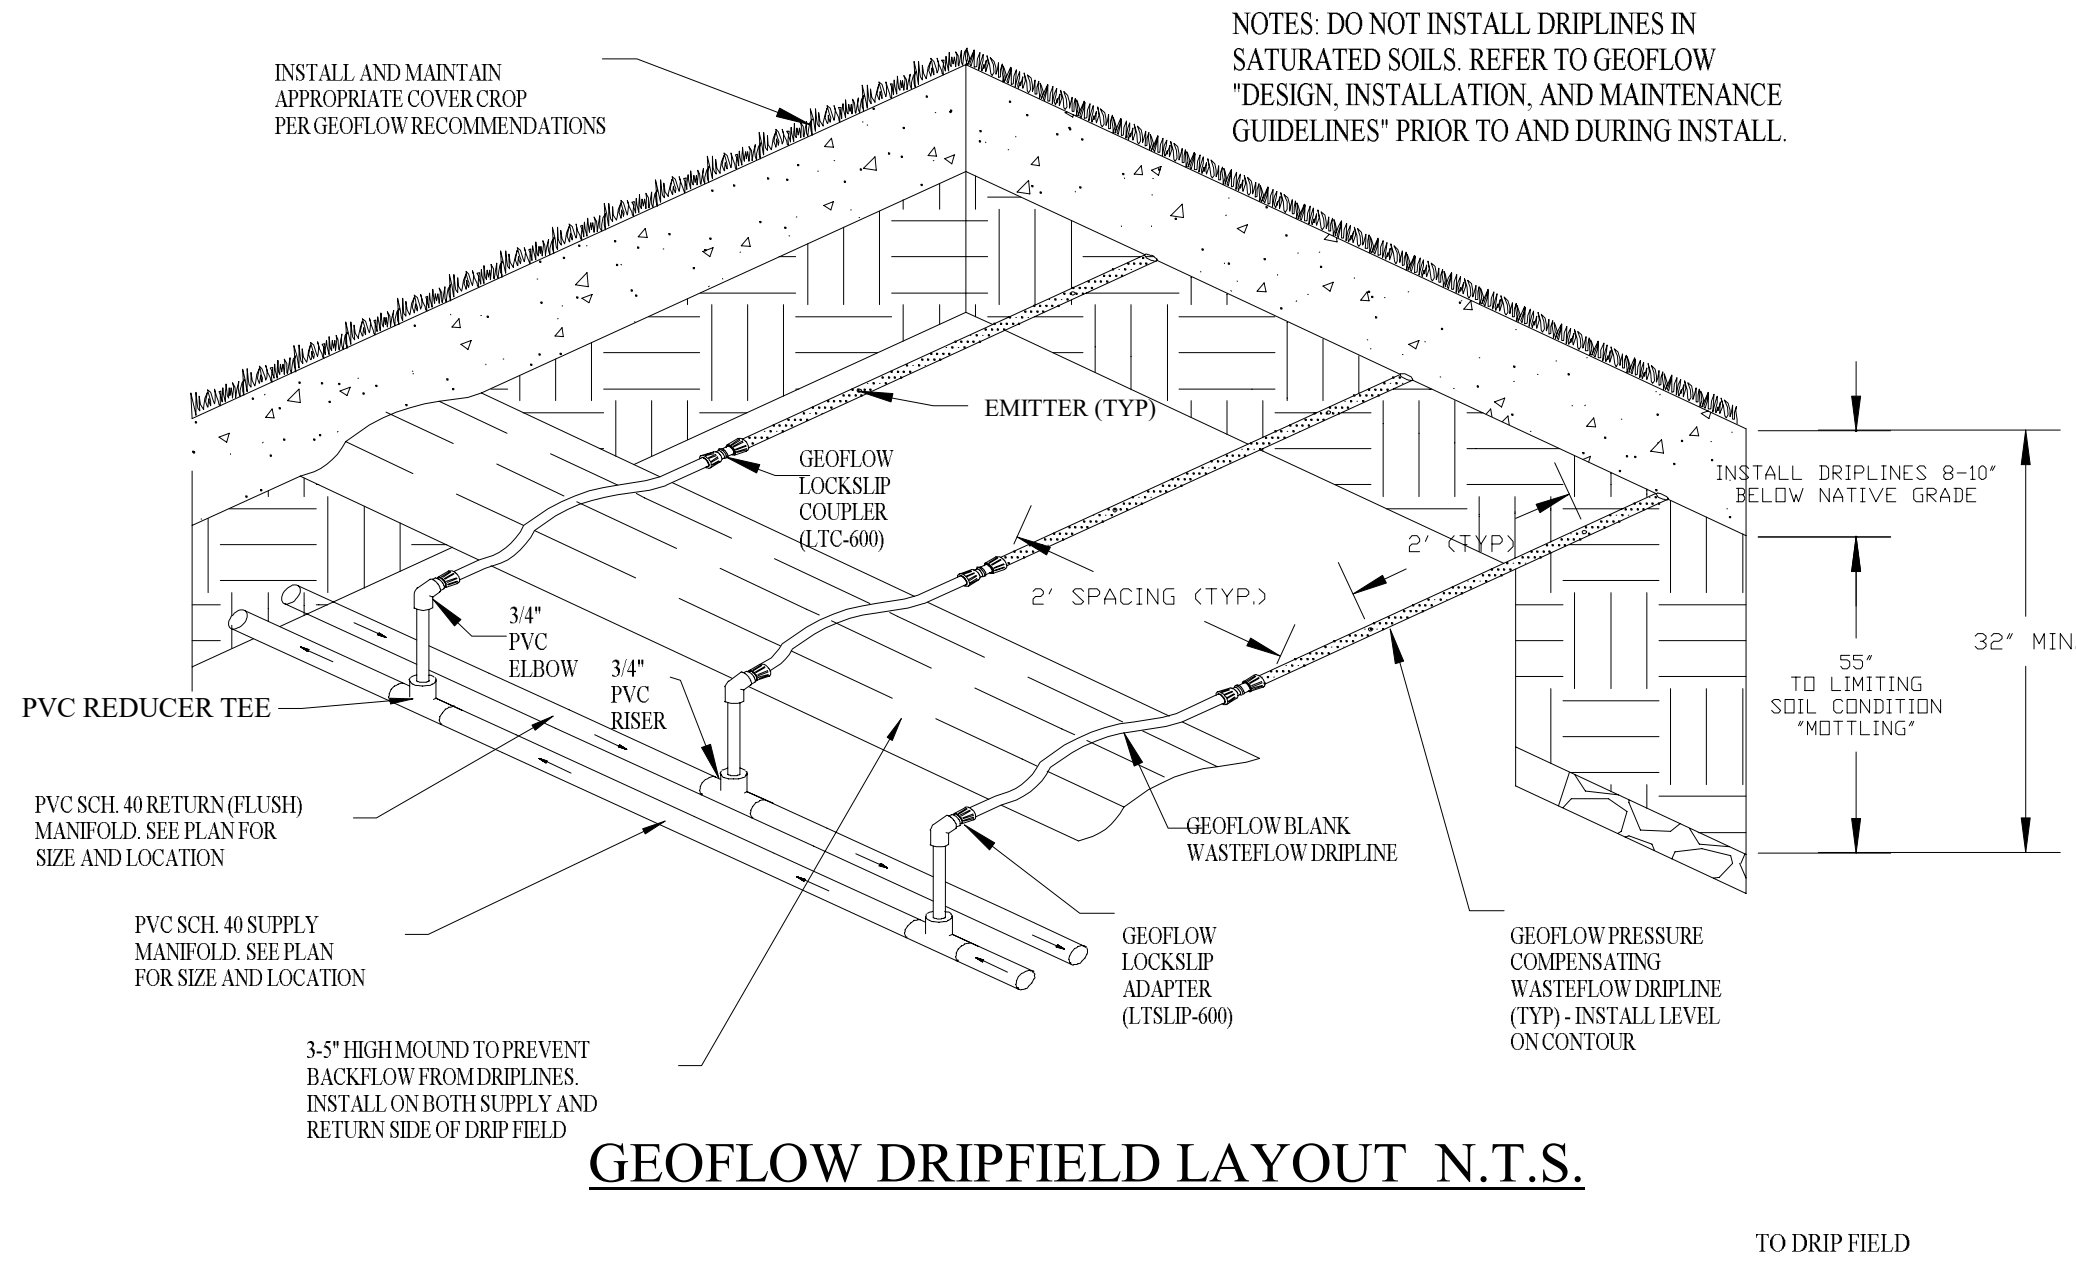 NOTES: DO NOT INSTALL DRIPLINES IN
SATURATED SOILS. REFER TO GEOFLOW
"DESIGN, INSTALLATION, AND MAINTENANCE
GUIDELINES" PRIOR TO AND DURING INSTALL.
INSTALL AND MAINTAIN
APPROPRIATE COVER CROP
PER GEOFLOW RECOMMENDATIONS
EMITTER (TYP)
GEOFLOW
LOCKSLIP
COUPLER
(LTC-600)
INSTALL DRIPLINES 8-10"
BELOW NATIVE GRADE
2' (TYP)
2' SPACING (TYP.)
3/4"
PVC
ELBOW
3/4"
PVC
RISER
32" MIN.
55"
TO LIMITING
SOIL CONDITION
"MOTTLING"
PVC REDUCER TEE
PVC SCH. 40 RETURN (FLUSH)
MANIFOLD. SEE PLAN FOR
SIZE AND LOCATION
GEOFLOW BLANK
WASTEFLOW DRIPLINE
PVC SCH. 40 SUPPLY
MANIFOLD. SEE PLAN
FOR SIZE AND LOCATION
GEOFLOW
LOCKSLIP
ADAPTER
(LTSLIP-600)
GEOFLOW PRESSURE
COMPENSATING
WASTEFLOW DRIPLINE
(TYP) - INSTALL LEVEL
ON CONTOUR
3-5" HIGH MOUND TO PREVENT
BACKFLOW FROM DRIPLINES.
INSTALL ON BOTH SUPPLY AND
RETURN SIDE OF DRIP FIELD
GEOFLOW DRIPFIELD LAYOUT N.T.S.
TO DRIP FIELD